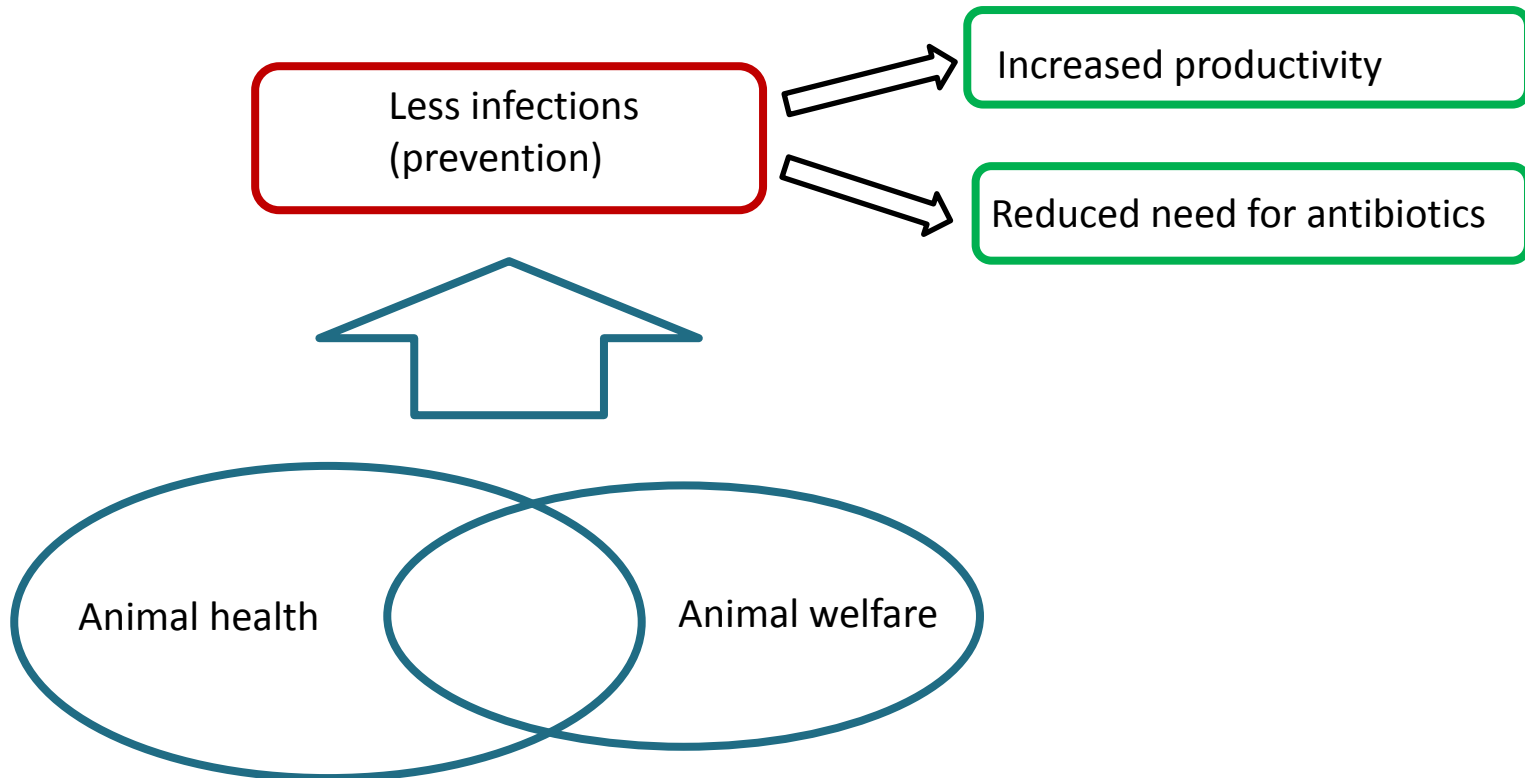 Increased productivity
Less infections
(prevention)
Reduced need for antibiotics
Animal health
Animal welfare